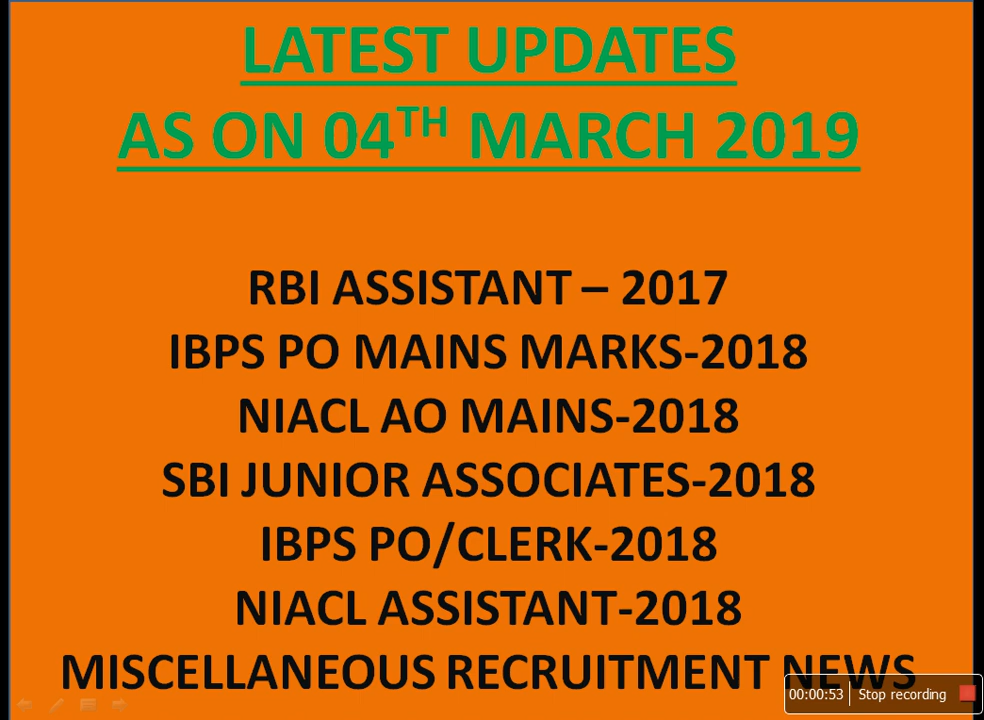 LATEST UPDATES
AS ON 04TH MARCH 2019
RBI ASSISTANT – 2017
IBPS PO MAINS MARKS-2018
NIACL AO MAINS-2018
SBI JUNIOR ASSOCIATES-2018
IBPS PO/CLERK-2018
NIACL ASSISTANT-2018
MISCELLANEOUS RECRUITMENT NEWS
00:00:53 Stop recording